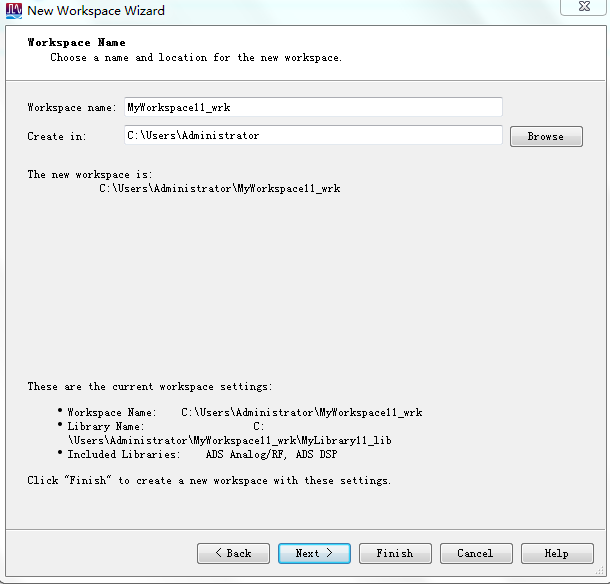 New Workspace Wizard
Workspace Name
Choose a name and location for the new workspace.
Workspace name: MyWorkspace11_wrk
Create in: C:\Users\Administrator Browse
The new workspace is:
C:\Users\Administrator\MyWorkspace11_wrk
These are the current workspace settings:
• Workspace Name: C:\Users\Administrator\MyWorkspace11_wrk
• Library Name: C:
\Users\Administrator\MyWorkspace11_wrk\MyLibrary11_lib
• Included Libraries: ADS Analog/RF, ADS DSP
Click "Finish" to create a new workspace with these settings.
< Back Next > Finish Cancel Help